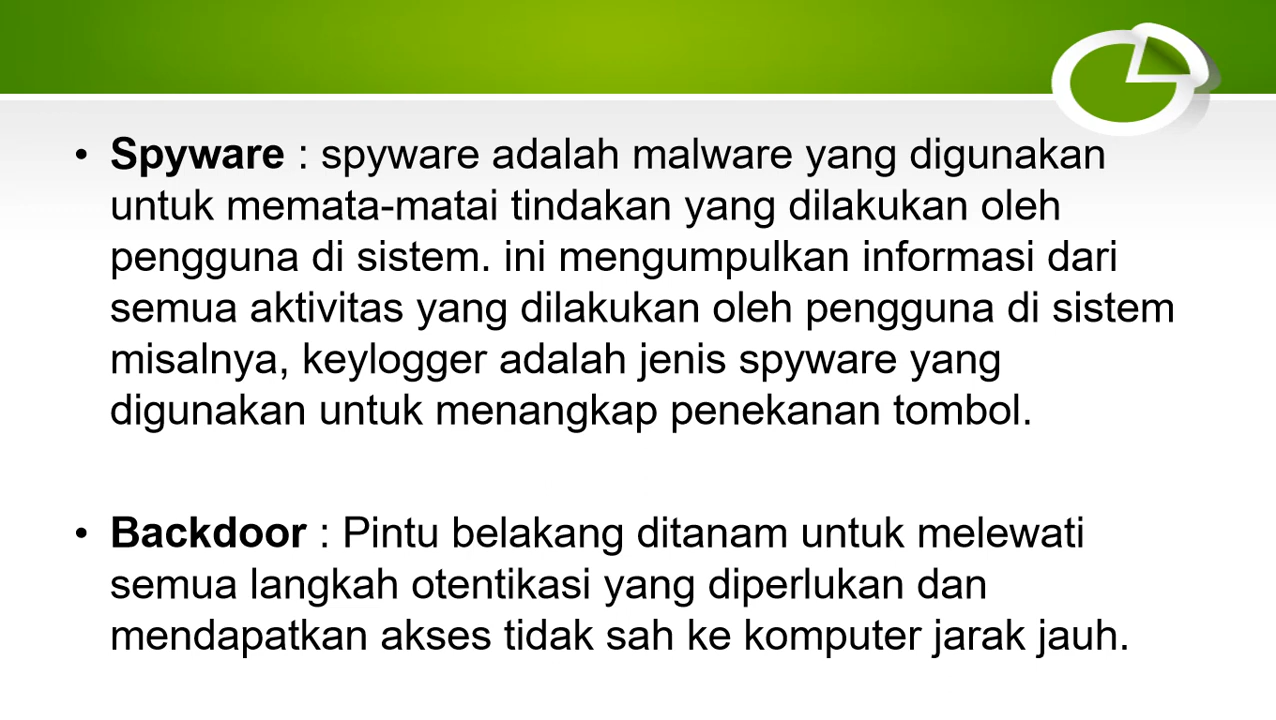 • Spyware : spyware adalah malware yang digunakan
untuk memata-matai tindakan yang dilakukan oleh
pengguna di sistem. ini mengumpulkan informasi dari
semua aktivitas yang dilakukan oleh pengguna di sistem
misalnya, keylogger adalah jenis spyware yang
digunakan untuk menangkap penekanan tombol.
• Backdoor : Pintu belakang ditanam untuk melewati
semua langkah otentikasi yang diperlukan dan
mendapatkan akses tidak sah ke komputer jarak jauh.